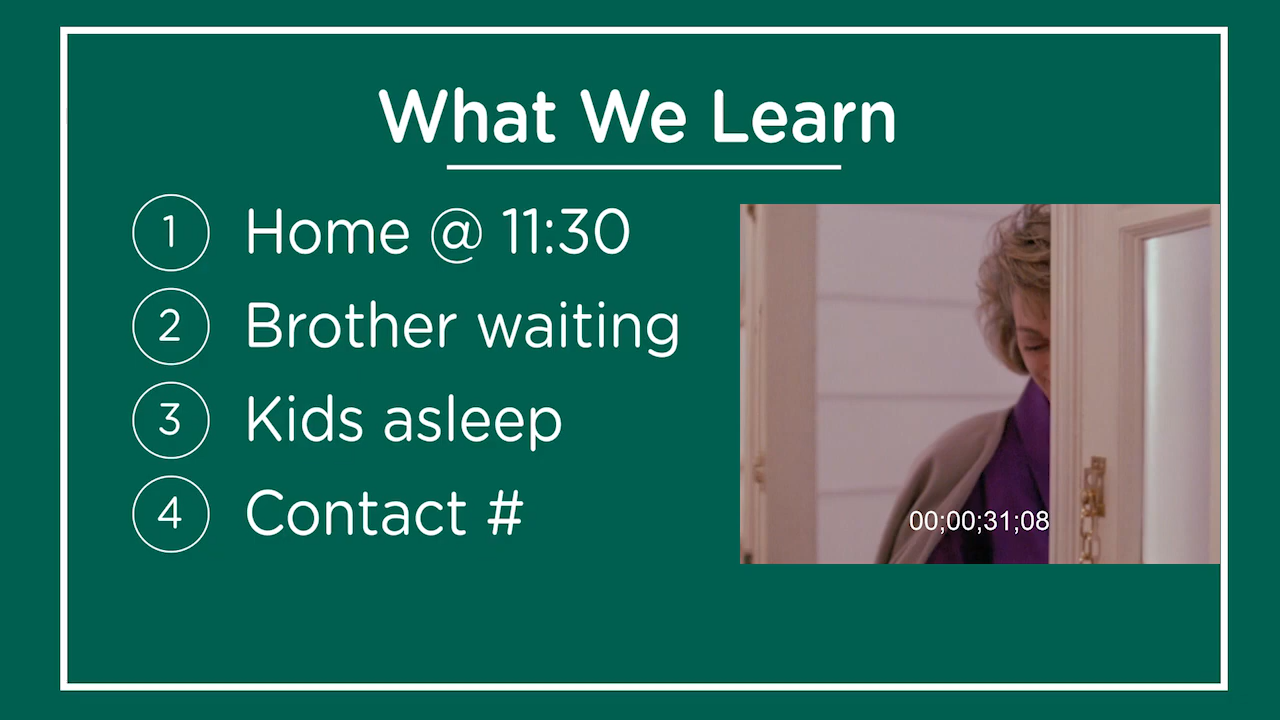 What We Learn
1 Home @ 11:30
2 Brother waiting
3 Kids asleep
4 Contact #
00;00;31;08